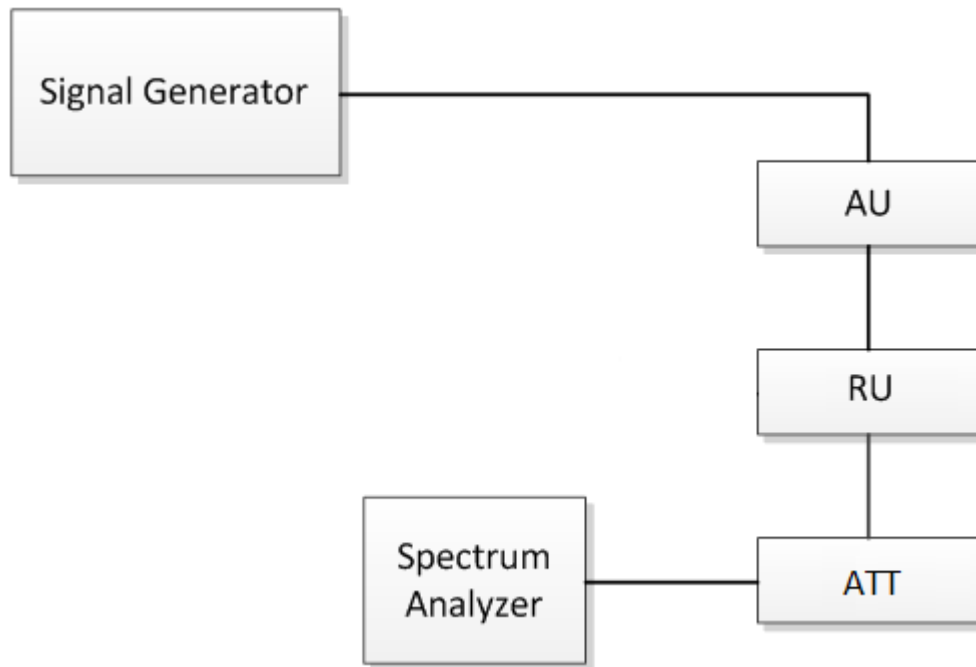 Signal Generator
AU
RU
Spectrum
Analyzer
ATT